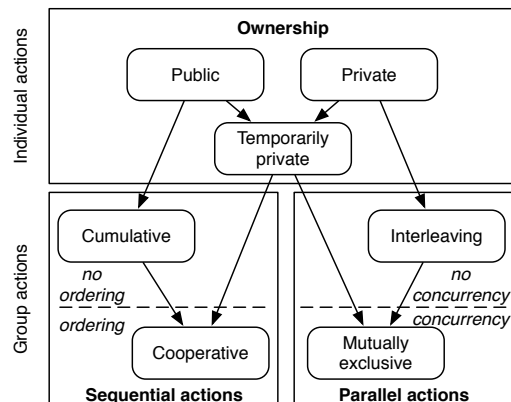 Individual actions
Ownership
Public
Private
Temporarily
private
Group actions
Cumulative
no
ordering
ordering
Cooperative
Sequential actions
Interleaving
no
concurrency
concurrency
Mutually
exclusive
Parallel actions